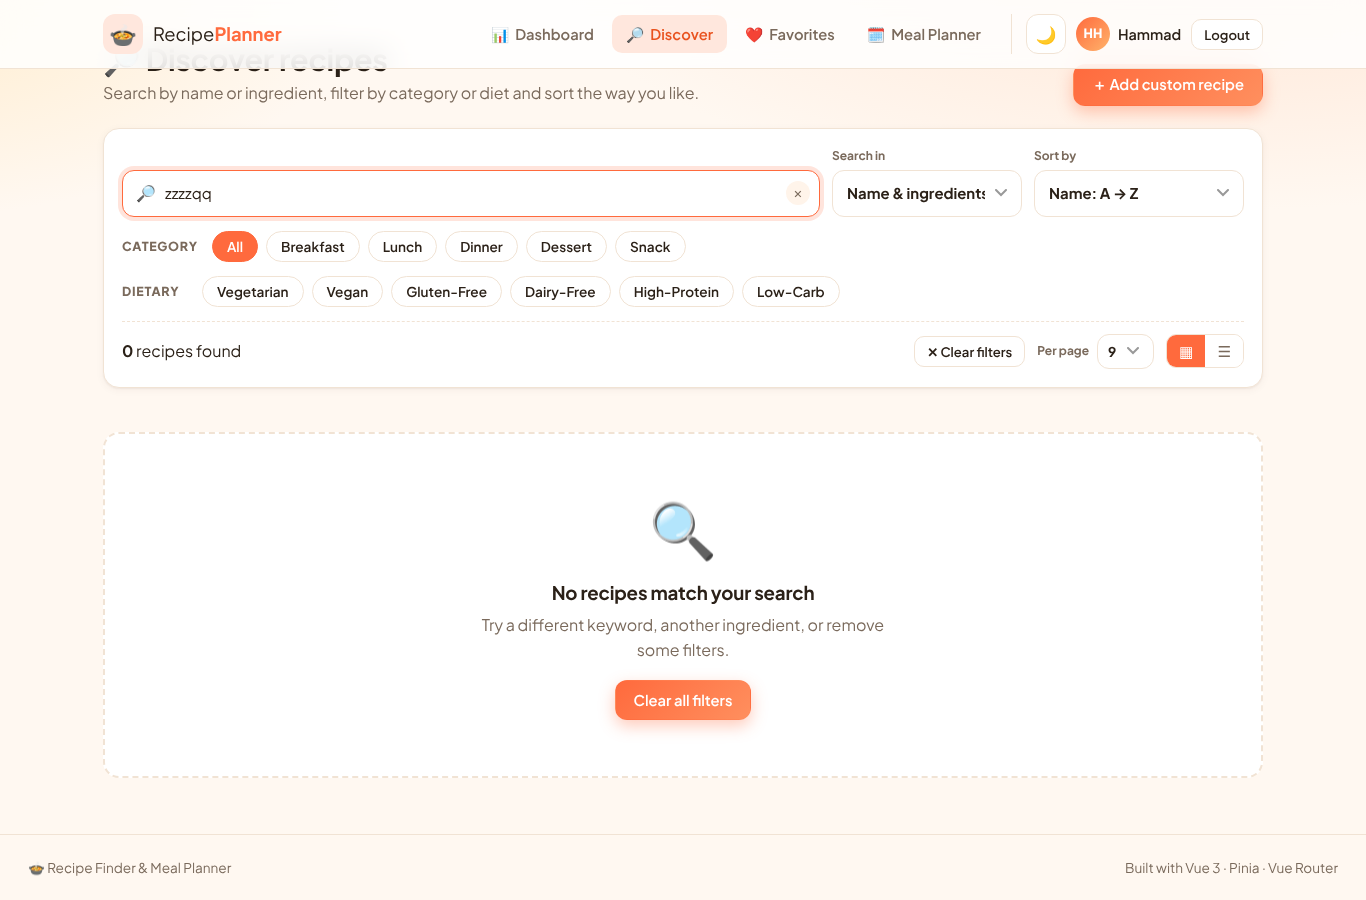 RecipePlanner
Dashboard
Discover
Favorites
Meal Planner
HH
Hammad
Logout
Discover recipes
Search by name or ingredient, filter by category or diet and sort the way you like.
+ Add custom recipe
Search in
Sort by
zzzzqq
×
Name & ingredients
Name: A → Z
CATEGORY
All
Breakfast
Lunch
Dinner
Dessert
Snack
DIETARY
Vegetarian
Vegan
Gluten-Free
Dairy-Free
High-Protein
Low-Carb
0 recipes found
✕ Clear filters
Per page
9
No recipes match your search
Try a different keyword, another ingredient, or remove
some filters.
Clear all filters
Recipe Finder & Meal Planner
Built with Vue 3 · Pinia · Vue Router